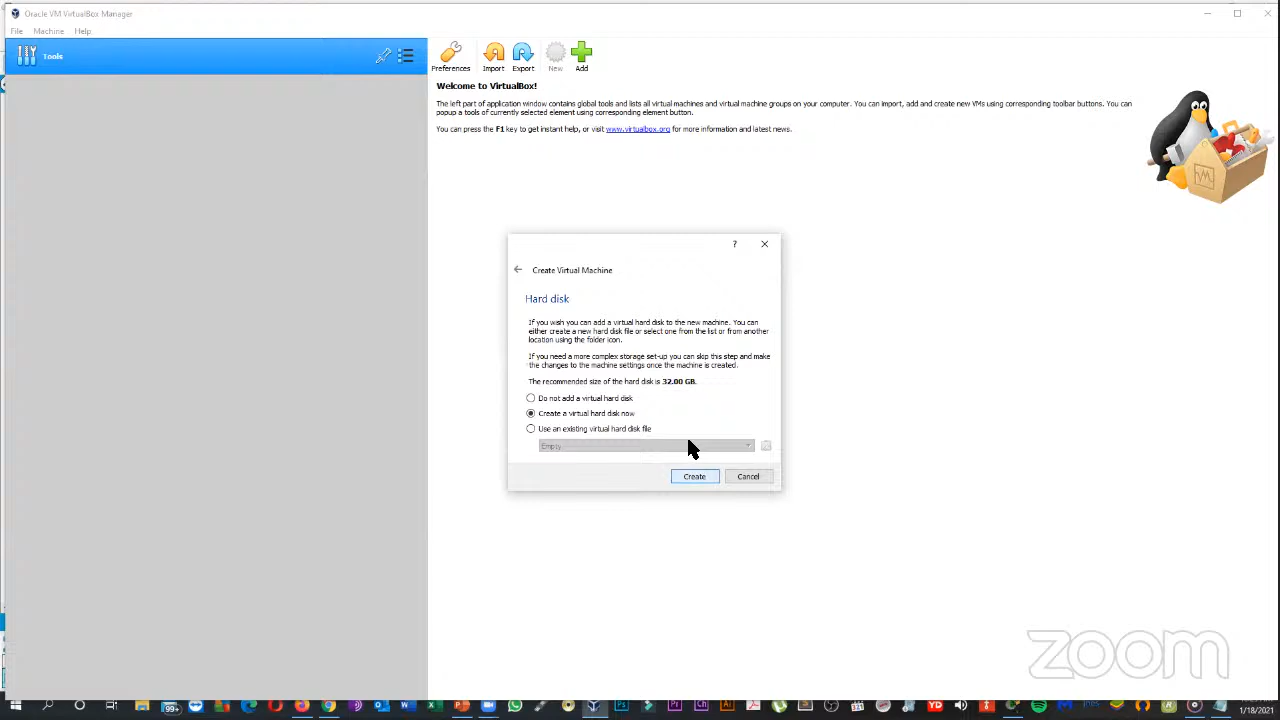 Oracle VM VirtualBox Manager
File Machine Help
Tools
Preferences Import Export New Add
Welcome to VirtualBox!
The left part of application window contains global tools and lists all virtual machines and virtual machine groups on your computer. You can import, add and create new VMs using corresponding toolbar buttons. You can
popup a tools of currently selected element using corresponding element button.
You can press the F1 key to get instant help, or visit www.virtualbox.org for more information and latest news.
?
Create Virtual Machine
Hard disk
If you wish you can add a virtual hard disk to the new machine. You can
either create a new hard disk file or select one from the list or from another
location using the folder icon.
If you need a more complex storage set-up you can skip this step and make
the changes to the machine settings once the machine is created.
The recommended size of the hard disk is 32.00 GB.
Do not add a virtual hard disk
Create a virtual hard disk now
Use an existing virtual hard disk file
Empty
Create Cancel
zoom
99+
Ps Pr Ch Ai YD
1/18/2021